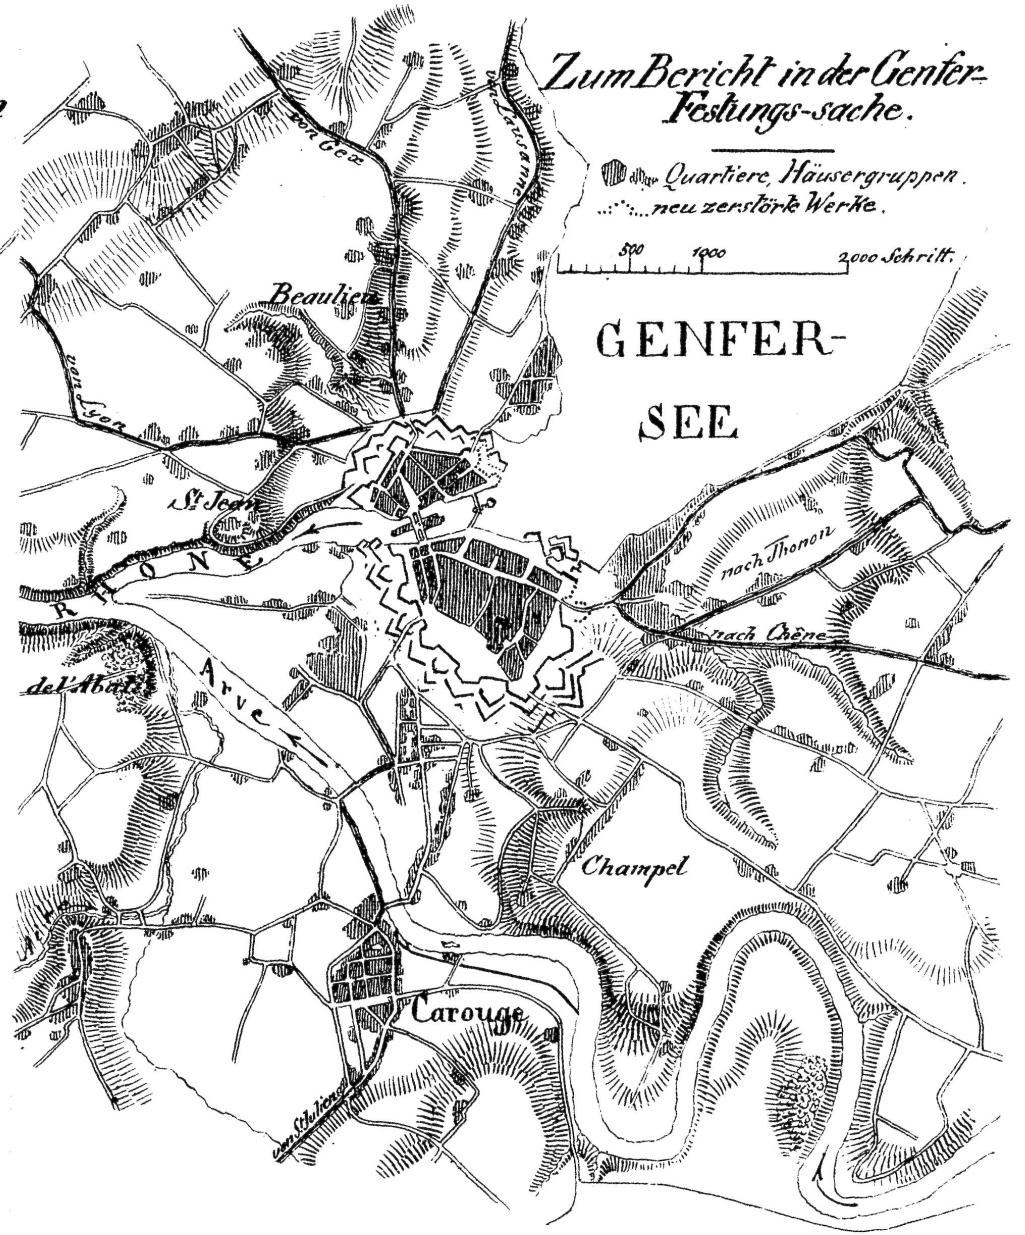 Zum Bericht in der Genfer-
Festungs-sache.
Quartiere, Häusergruppen.
neu zerstörte Werke.
500 1000 2000 Schritt.
von Gex
von Lausanne
Beaulieu
GENFER-
SEE
von Lyon
St. Jean
RHONE
nach Thonon
nach Chêne
Arve
Champel
Carouge
von St Julien